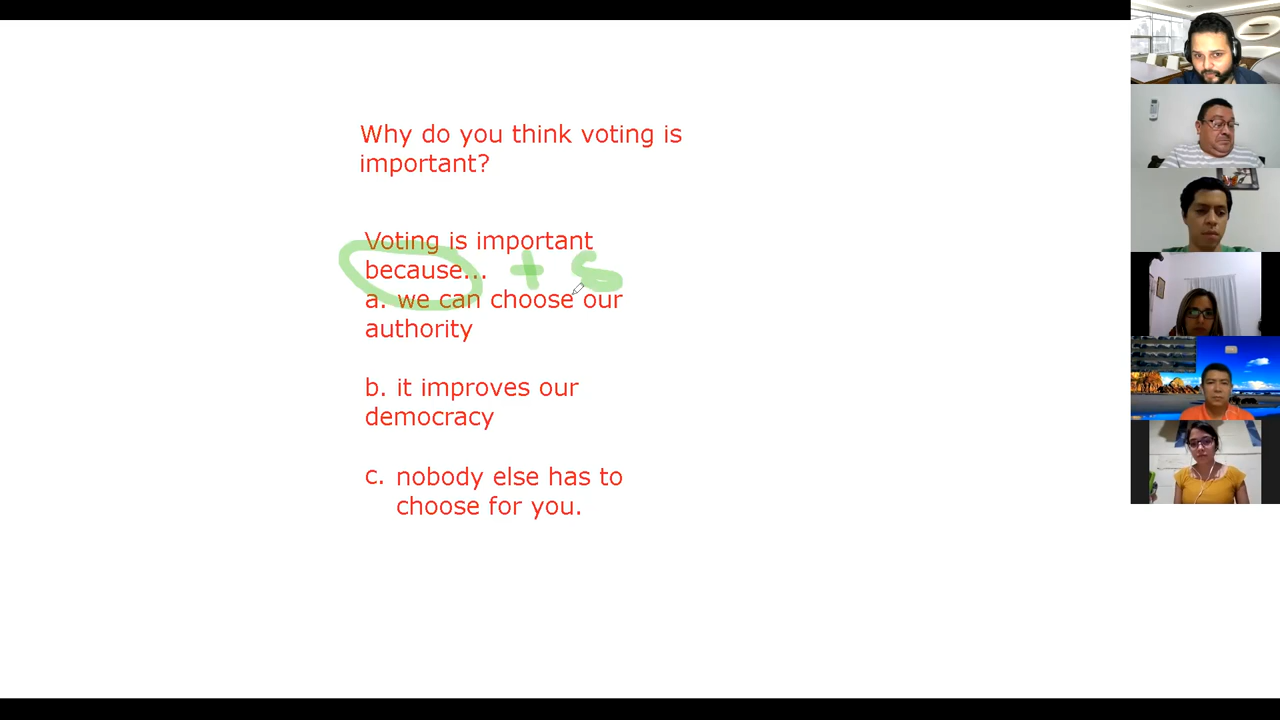 Why do you think voting is
important?
Voting is important
because... + S
a. we can choose our
authority
b. it improves our
democracy
c. nobody else has to
choose for you.